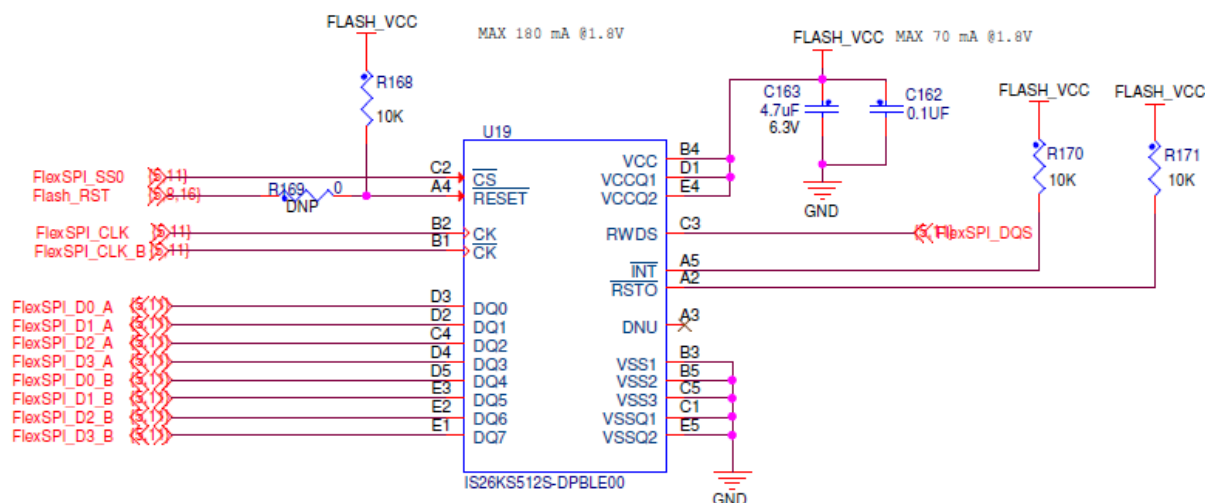 FLASH_VCC
MAX 180 mA @1.8V
FLASH_VCC MAX 70 mA @1.8V
R168
10K
C163
4.7uF
6.3V
C162
0.1UF
FLASH_VCC
FLASH_VCC
R170
10K
R171
10K
GND
U19
FlexSPI_SS0
C2
CS
Flash_RST
R169 0
DNP
A4
RESET
FlexSPI_CLK
B2
CK
FlexSPI_CLK_B
B1
CK
FlexSPI_D0_A
D3
DQ0
FlexSPI_D1_A
D2
DQ1
FlexSPI_D2_A
C4
DQ2
FlexSPI_D3_A
D4
DQ3
FlexSPI_D0_B
D5
DQ4
FlexSPI_D1_B
E3
DQ5
FlexSPI_D2_B
E2
DQ6
FlexSPI_D3_B
E1
DQ7
VCC
B4
VCCQ1
D1
VCCQ2
E4
RWDS
C3
FlexSPI_DQS
INT
A5
RSTO
A2
DNU
A3
VSS1
B3
VSS2
B5
VSS3
C5
VSSQ1
C1
VSSQ2
E5
IS26KS512S-DPBLE00
GND